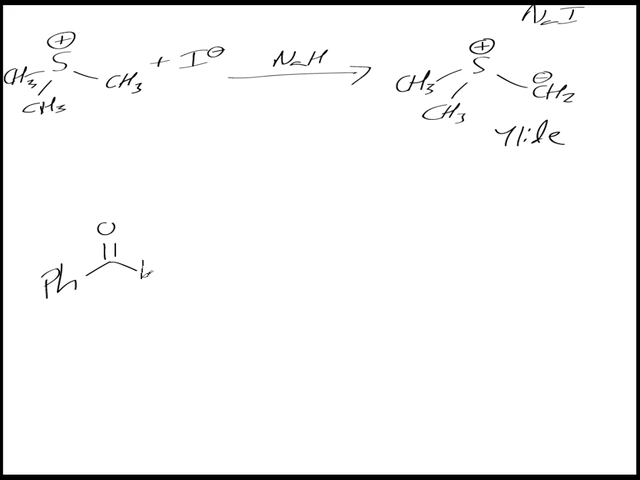 NaI
⊕ ⊕
S + I⊖ NaH S ⊖
CH3 CH3 CH3 CH2
CH3 CH3
Ylide
O
Ph